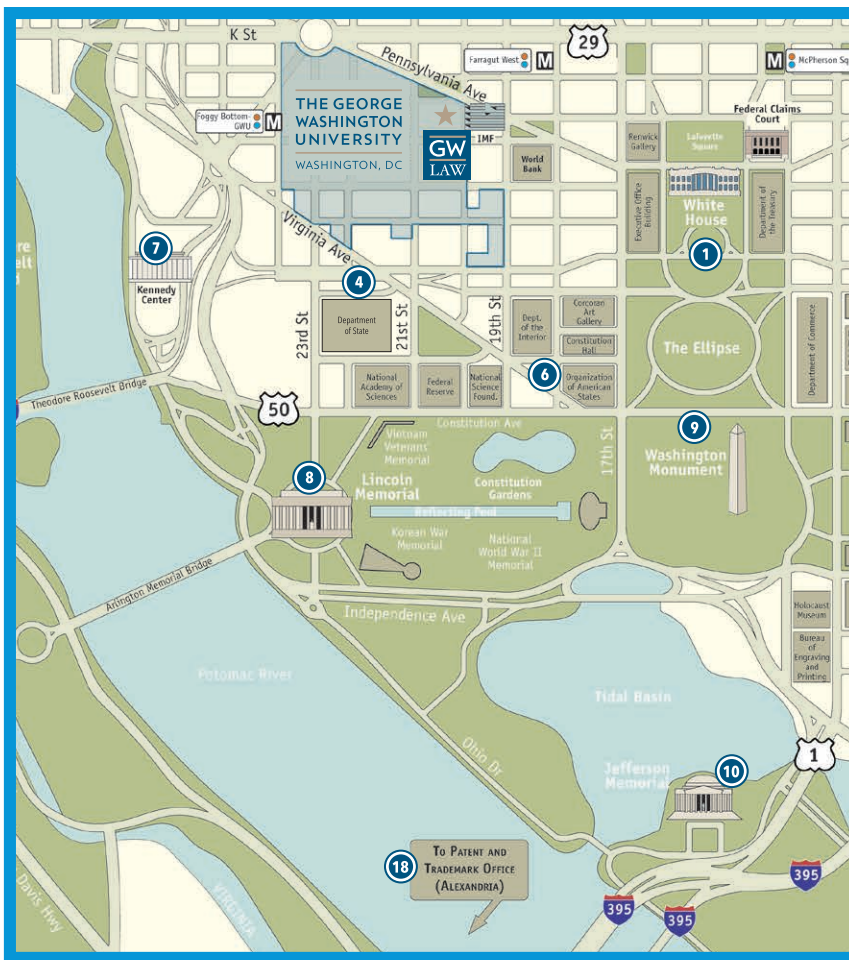 K St
29
Pennsylvania Ave
Farragut West
M
M
McPherson Sq
THE GEORGE
WASHINGTON
UNIVERSITY
WASHINGTON, DC
GW
LAW
IMF
Foggy Bottom-
GWU
M
World
Bank
Renwick
Gallery
Lafayette
Square
Federal Claims
Court
Executive Office
Building
White
House
Department of
the Treasury
1
Virginia Ave
7
Kennedy
Center
4
Department
of State
23rd St
21st St
19th St
Dept.
of the
Interior
Corcoran
Art
Gallery
Constitution
Hall
The Ellipse
Department of Commerce
National
Academy of
Sciences
Federal
Reserve
National
Science
Found.
6
Organization
of American
States
Theodore Roosevelt Bridge
50
Constitution Ave
17th St
9
Washington
Monument
Vietnam
Veterans'
Memorial
8
Lincoln
Memorial
Constitution
Gardens
Reflecting Pool
Korean War
Memorial
National
World War II
Memorial
Arlington Memorial Bridge
Independence Ave
Holocaust
Museum
Bureau
of
Engraving
and
Printing
Potomac River
Tidal Basin
Ohio Dr
1
Jefferson
Memorial
10
18
TO PATENT AND
TRADEMARK OFFICE
(ALEXANDRIA)
395
395
395
Davis Hwy
VIRGINIA